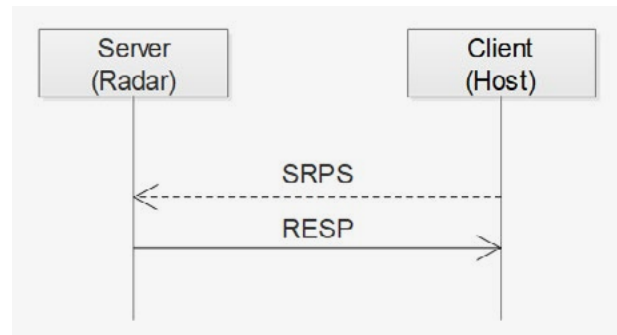 Server
(Radar)
Client
(Host)
SRPS
RESP